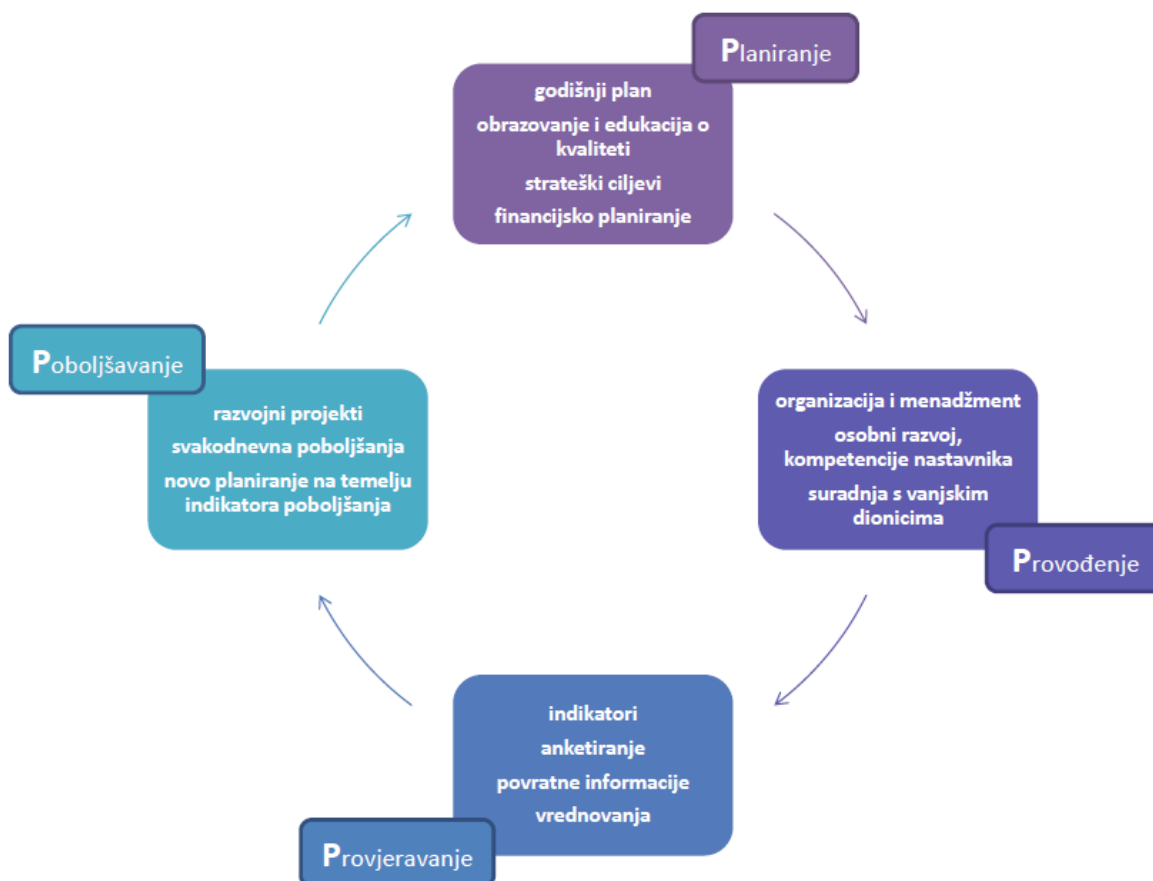 Planiranje
godišnji plan
obrazovanje i edukacija o
kvaliteti
strateški ciljevi
financijsko planiranje
Poboljšavanje
razvojni projekti
svakodnevna poboljšanja
novo planiranje na temelju
indikatora poboljšanja
organizacija i menadžment
osobni razvoj,
kompetencije nastavnika
suradnja s vanjskim
dionicima
Provođenje
indikatori
anketiranje
povratne informacije
vrednovanja
Provjeravanje